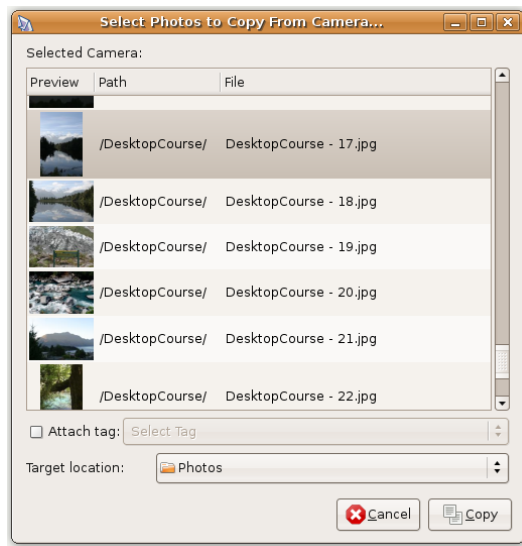 Select Photos to Copy From Camera...
Selected Camera:
Preview Path File
/DesktopCourse/ DesktopCourse - 17.jpg
/DesktopCourse/ DesktopCourse - 18.jpg
/DesktopCourse/ DesktopCourse - 19.jpg
/DesktopCourse/ DesktopCourse - 20.jpg
/DesktopCourse/ DesktopCourse - 21.jpg
/DesktopCourse/ DesktopCourse - 22.jpg
Attach tag: Select Tag
Target location: Photos
Cancel Copy